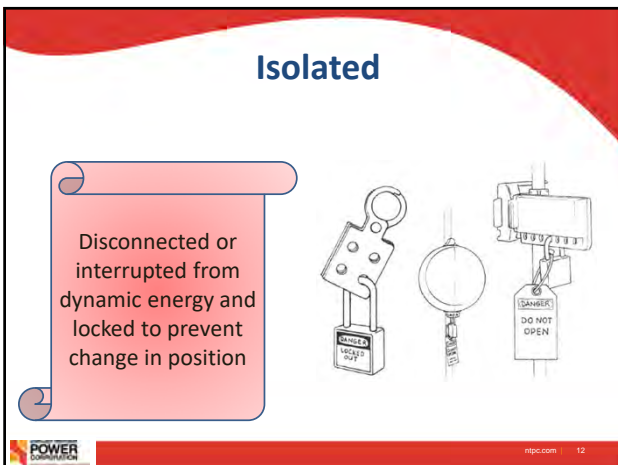 Isolated
Disconnected or
interrupted from
dynamic energy and
locked to prevent
change in position
DANGER
LOCKED
OUT
DANGER
DO NOT
OPEN
POWER
CORPORATION
ntpc.com | 12